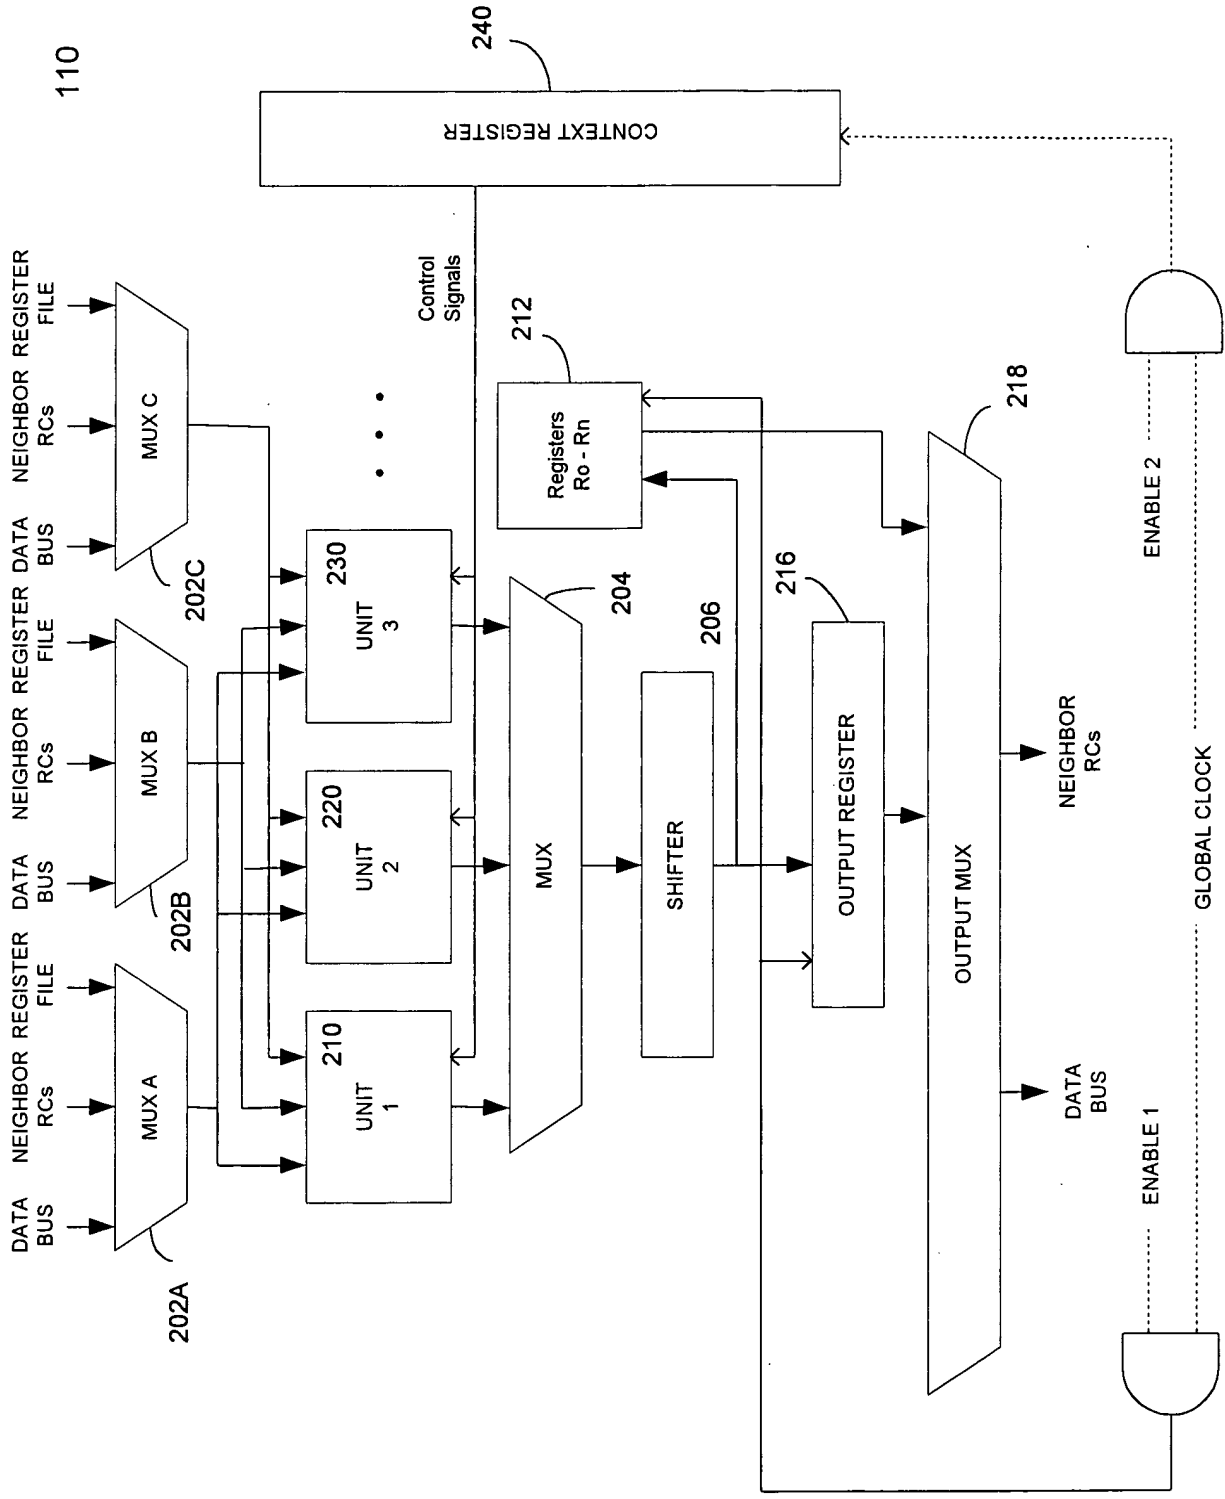 110
DATA
BUS
NEIGHBOR
RCs
REGISTER
FILE
DATA
BUS
NEIGHBOR
RCs
REGISTER
FILE
DATA
BUS
NEIGHBOR
RCs
REGISTER
FILE
MUX A
MUX B
MUX C
202A
202B
202C
UNIT
1
210
UNIT
2
220
UNIT
3
230
Control
Signals
CONTEXT REGISTER
240
MUX
204
Registers
Ro - Rn
212
SHIFTER
206
OUTPUT REGISTER
216
OUTPUT MUX
218
DATA
BUS
NEIGHBOR
RCs
ENABLE 1
ENABLE 2
GLOBAL CLOCK